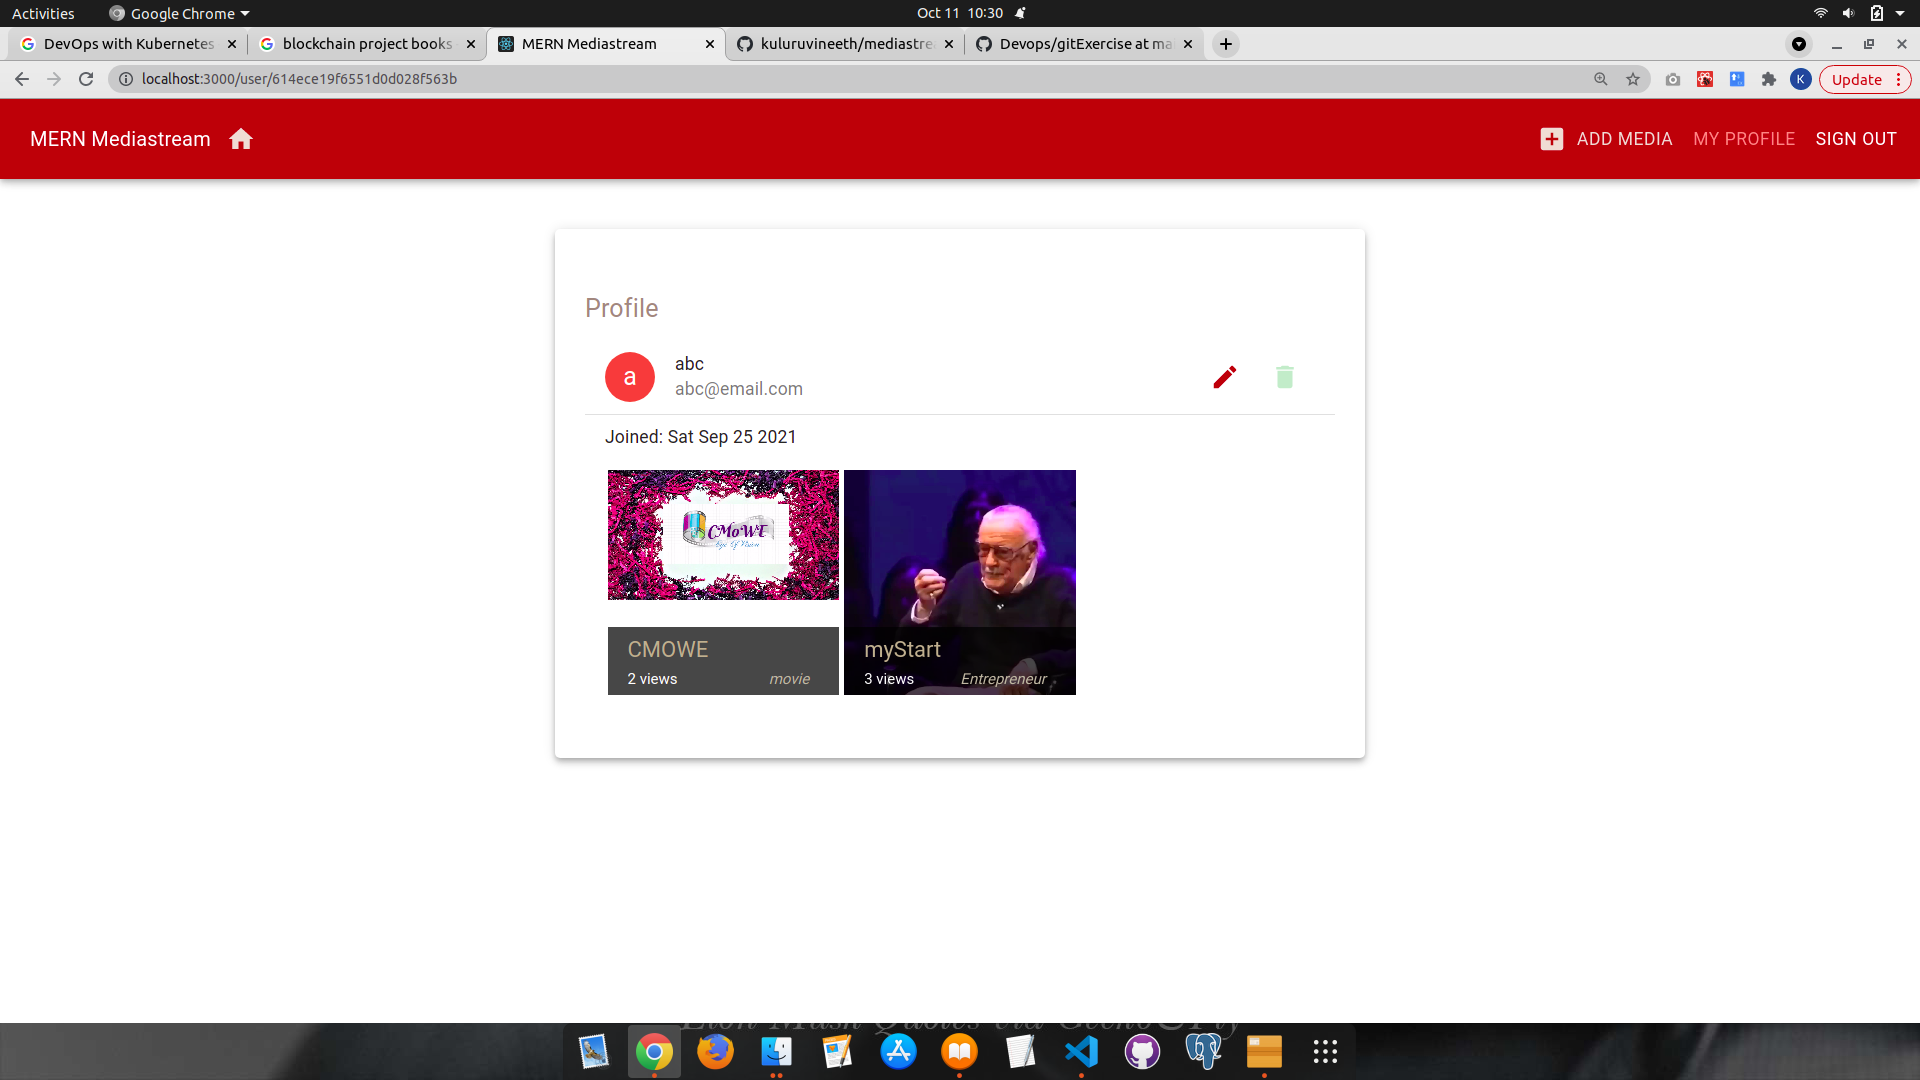 Activities
Google Chrome
Oct 11 10:30
DevOps with Kubernetes
blockchain project books
MERN Mediastream
kuluruvineeth/mediastre
Devops/gitExercise at ma
localhost:3000/user/614ece19f6551d0d028f563b
K
Update
MERN Mediastream
ADD MEDIA
MY PROFILE
SIGN OUT
Profile
a
abc
abc@email.com
Joined: Sat Sep 25 2021
CMoWE
CMOWE
2 views
movie
myStart
3 views
Entrepreneur